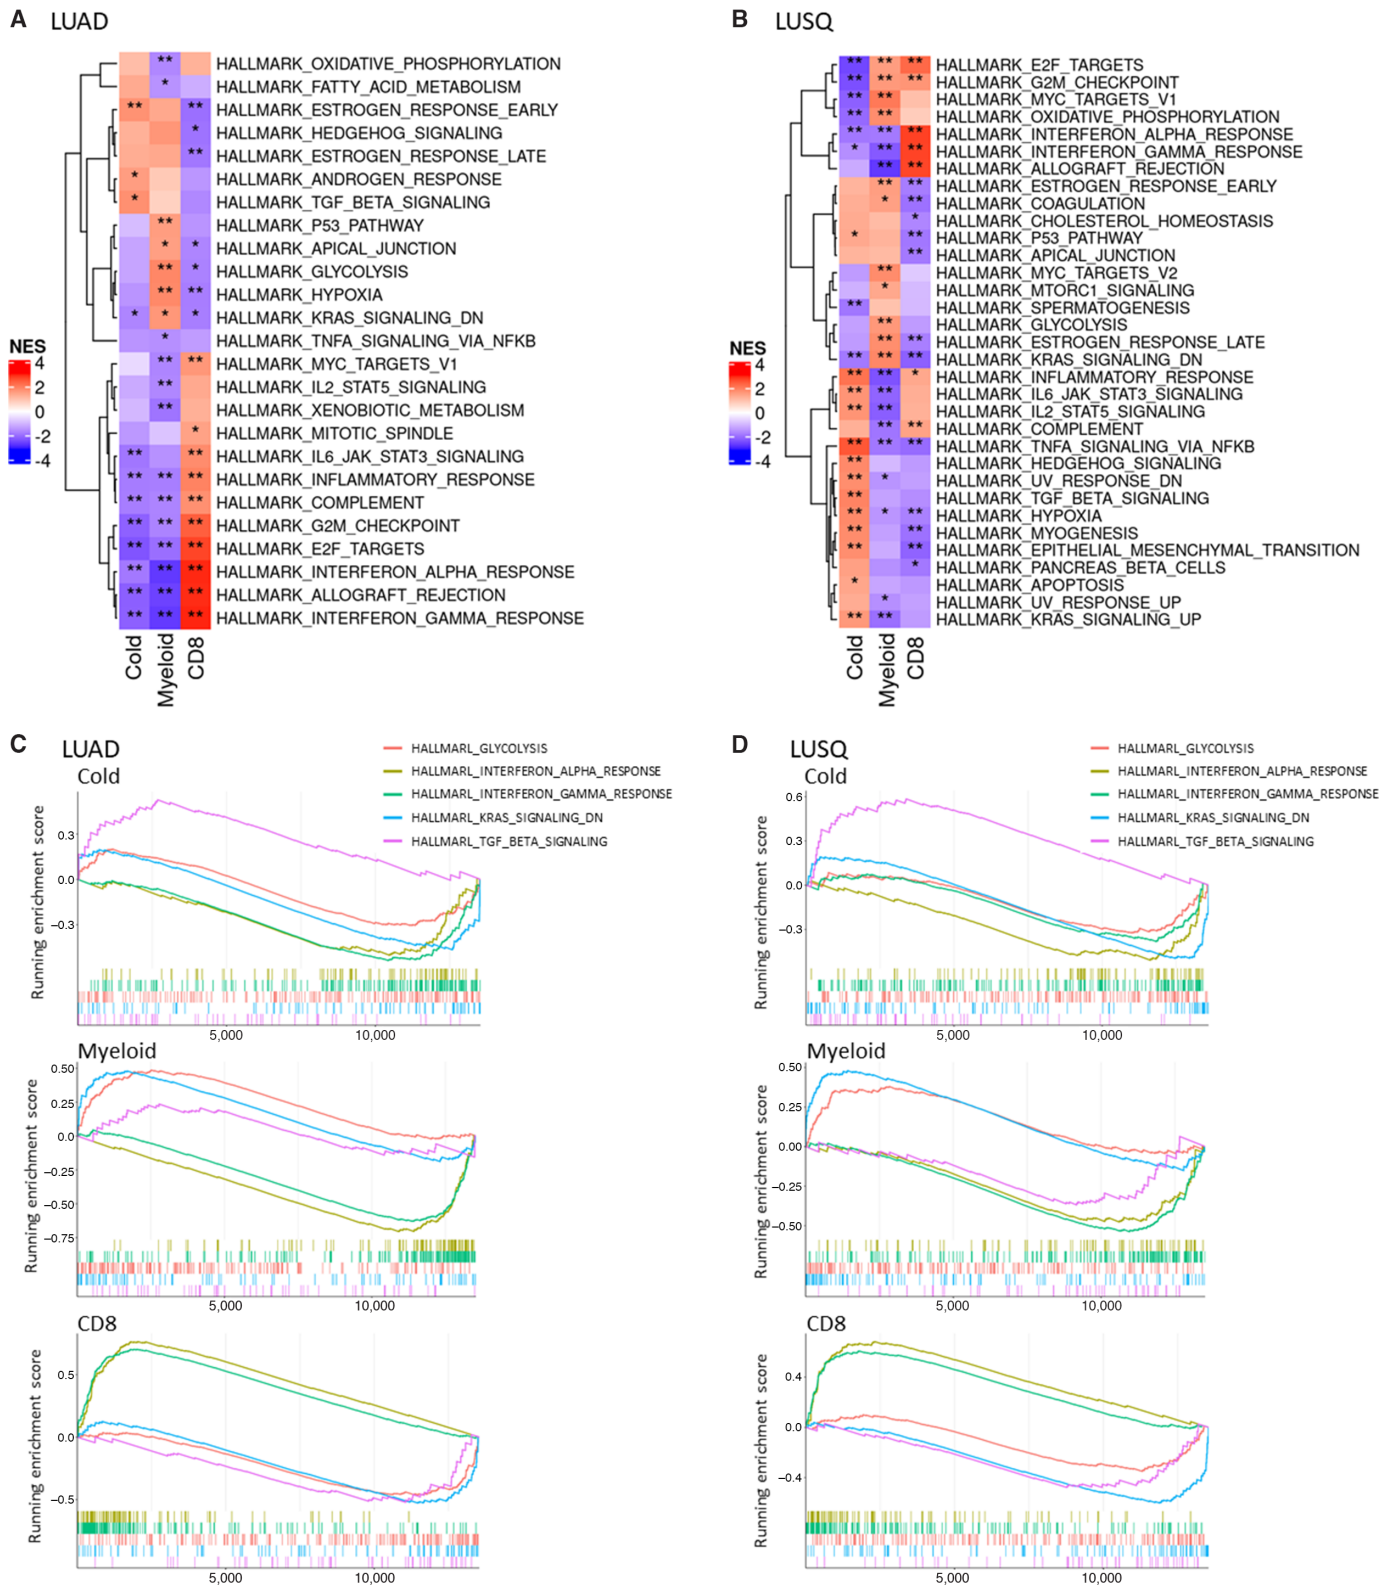 A LUAD
HALLMARK_OXIDATIVE_PHOSPHORYLATION
HALLMARK_FATTY_ACID_METABOLISM
HALLMARK_ESTROGEN_RESPONSE_EARLY
HALLMARK_HEDGEHOG_SIGNALING
HALLMARK_ESTROGEN_RESPONSE_LATE
HALLMARK_ANDROGEN_RESPONSE
HALLMARK_TGF_BETA_SIGNALING
HALLMARK_P53_PATHWAY
HALLMARK_APICAL_JUNCTION
HALLMARK_GLYCOLYSIS
HALLMARK_HYPOXIA
HALLMARK_KRAS_SIGNALING_DN
HALLMARK_TNFA_SIGNALING_VIA_NFKB
HALLMARK_MYC_TARGETS_V1
HALLMARK_IL2_STAT5_SIGNALING
HALLMARK_XENOBIOTIC_METABOLISM
HALLMARK_MITOTIC_SPINDLE
HALLMARK_IL6_JAK_STAT3_SIGNALING
HALLMARK_INFLAMMATORY_RESPONSE
HALLMARK_COMPLEMENT
HALLMARK_G2M_CHECKPOINT
HALLMARK_E2F_TARGETS
HALLMARK_INTERFERON_ALPHA_RESPONSE
HALLMARK_ALLOGRAFT_REJECTION
HALLMARK_INTERFERON_GAMMA_RESPONSE
NES
4
2
0
-2
-4
Cold
Myeloid
CD8
B LUSQ
HALLMARK_E2F_TARGETS
HALLMARK_G2M_CHECKPOINT
HALLMARK_MYC_TARGETS_V1
HALLMARK_OXIDATIVE_PHOSPHORYLATION
HALLMARK_INTERFERON_ALPHA_RESPONSE
HALLMARK_INTERFERON_GAMMA_RESPONSE
HALLMARK_ALLOGRAFT_REJECTION
HALLMARK_ESTROGEN_RESPONSE_EARLY
HALLMARK_COAGULATION
HALLMARK_CHOLESTEROL_HOMEOSTASIS
HALLMARK_P53_PATHWAY
HALLMARK_APICAL_JUNCTION
HALLMARK_MYC_TARGETS_V2
HALLMARK_MTORC1_SIGNALING
HALLMARK_SPERMATOGENESIS
HALLMARK_GLYCOLYSIS
HALLMARK_ESTROGEN_RESPONSE_LATE
HALLMARK_KRAS_SIGNALING_DN
HALLMARK_INFLAMMATORY_RESPONSE
HALLMARK_IL6_JAK_STAT3_SIGNALING
HALLMARK_IL2_STAT5_SIGNALING
HALLMARK_COMPLEMENT
HALLMARK_TNFA_SIGNALING_VIA_NFKB
HALLMARK_HEDGEHOG_SIGNALING
HALLMARK_UV_RESPONSE_DN
HALLMARK_TGF_BETA_SIGNALING
HALLMARK_HYPOXIA
HALLMARK_MYOGENESIS
HALLMARK_EPITHELIAL_MESENCHYMAL_TRANSITION
HALLMARK_PANCREAS_BETA_CELLS
HALLMARK_APOPTOSIS
HALLMARK_UV_RESPONSE_UP
HALLMARK_KRAS_SIGNALING_UP
NES
4
2
0
-2
-4
Cold
Myeloid
CD8
C LUAD
HALLMARL_GLYCOLYSIS
HALLMARL_INTERFERON_ALPHA_RESPONSE
HALLMARL_INTERFERON_GAMMA_RESPONSE
HALLMARL_KRAS_SIGNALING_DN
HALLMARL_TGF_BETA_SIGNALING
Cold
Running enrichment score
0.3
0.0
−0.3
5,000 10,000
Myeloid
Running enrichment score
0.50
0.25
0.0
−0.25
−0.50
−0.75
5,000 10,000
CD8
Running enrichment score
0.5
0.0
−0.5
5,000 10,000
D LUSQ
HALLMARL_GLYCOLYSIS
HALLMARL_INTERFERON_ALPHA_RESPONSE
HALLMARL_INTERFERON_GAMMA_RESPONSE
HALLMARL_KRAS_SIGNALING_DN
HALLMARL_TGF_BETA_SIGNALING
Cold
Running enrichment score
0.6
0.3
0.0
−0.3
5,000 10,000
Myeloid
Running enrichment score
0.50
0.25
0.00
−0.25
−0.50
5,000 10,000
CD8
Running enrichment score
0.4
0.0
−0.4
5,000 10,000